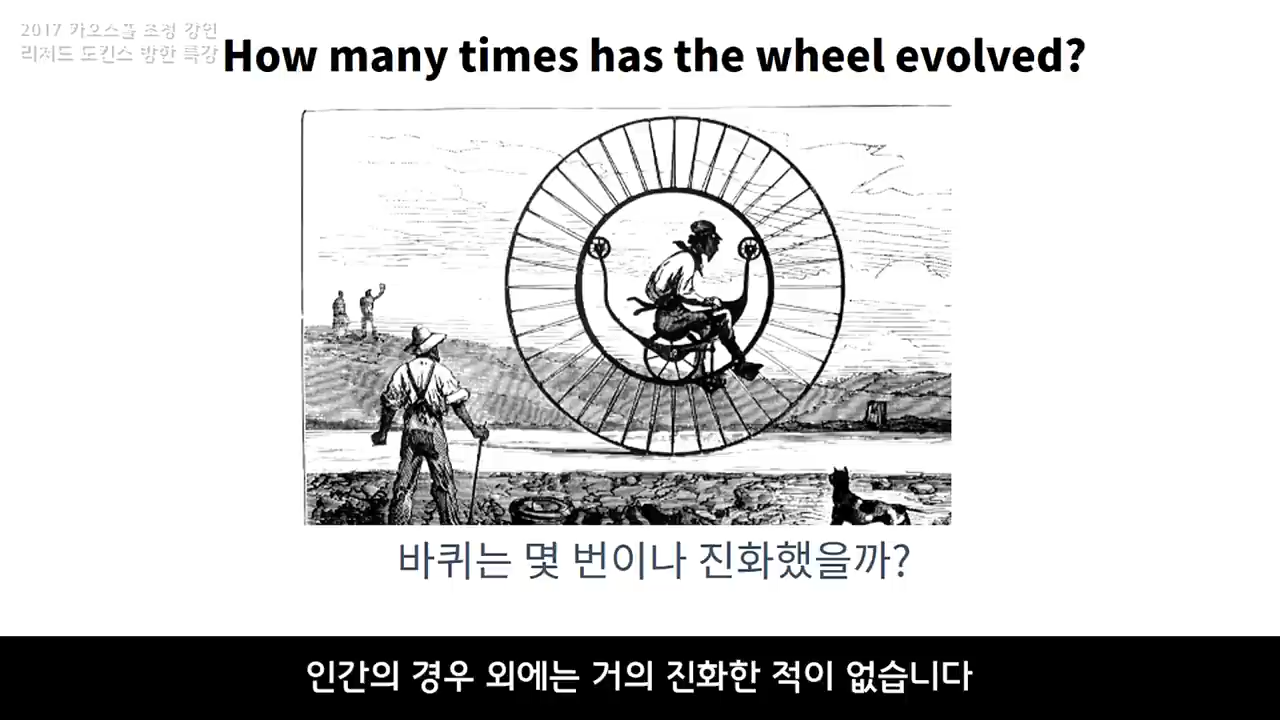 2017 카오스홀 초청 강연
리처드 도킨스 방한 특강
How many times has the wheel evolved?
바퀴는 몇 번이나 진화했을까?
인간의 경우 외에는 거의 진화한 적이 없습니다